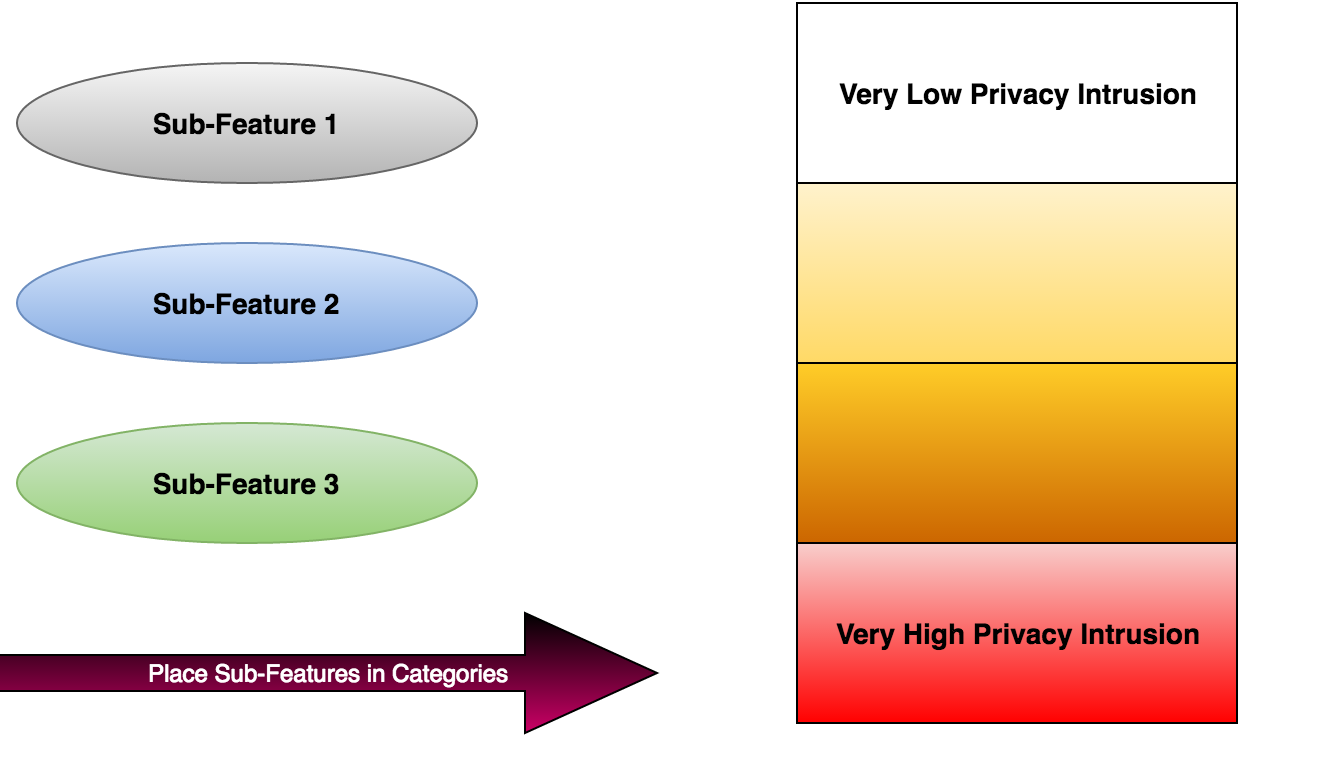 Sub-Feature 1
Sub-Feature 2
Sub-Feature 3
Place Sub-Features in Categories
Very Low Privacy Intrusion
Very High Privacy Intrusion